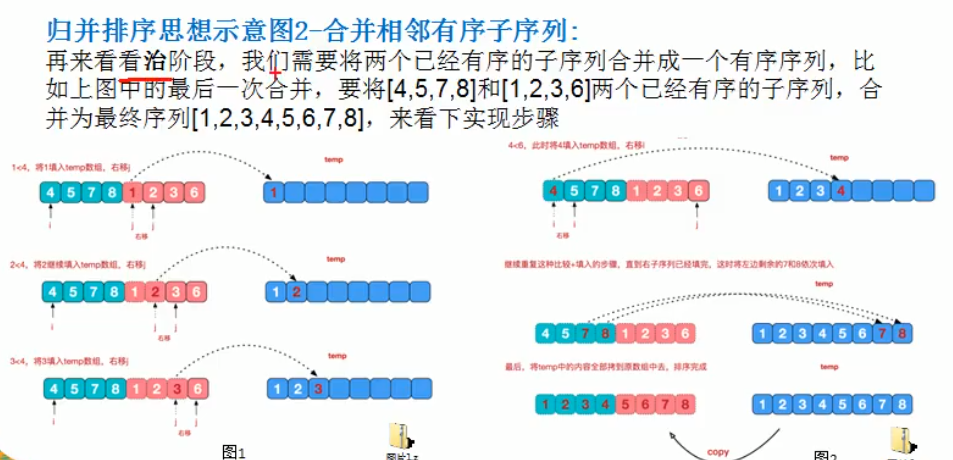 归并排序思想示意图2-合并相邻有序子序列:
再来看看治阶段，我们需要将两个已经有序的子序列合并成一个有序序列，比
如上图中的最后一次合并，要将[4,5,7,8]和[1,2,3,6]两个已经有序的子序列，合
并为最终序列[1,2,3,4,5,6,7,8]，来看下实现步骤
1<4，将1填入temp数组，右移j
temp
4 5 7 8 1 2 3 6
1
i
j
j
右移
2<4，将2继续填入temp数组，右移j
temp
4 5 7 8 1 2 3 6
1 2
i
j
j
右移
3<4，将3填入temp数组，右移j
temp
4 5 7 8 1 2 3 6
1 2 3
i
j
j
右移
图1
4<6，此时将4填入temp数组，右移i
temp
4 5 7 8 1 2 3 6
1 2 3 4
i
i
j
右移
继续重复这种比较+填入的步骤，直到右子序列已经填完，这时将左边剩余的7和8依次填入
temp
4 5 7 8 1 2 3 6
1 2 3 4 5 6 7 8
最后，将temp中的内容全部拷到原数组中去，排序完成
temp
1 2 3 4 5 6 7 8
1 2 3 4 5 6 7 8
copy
图2